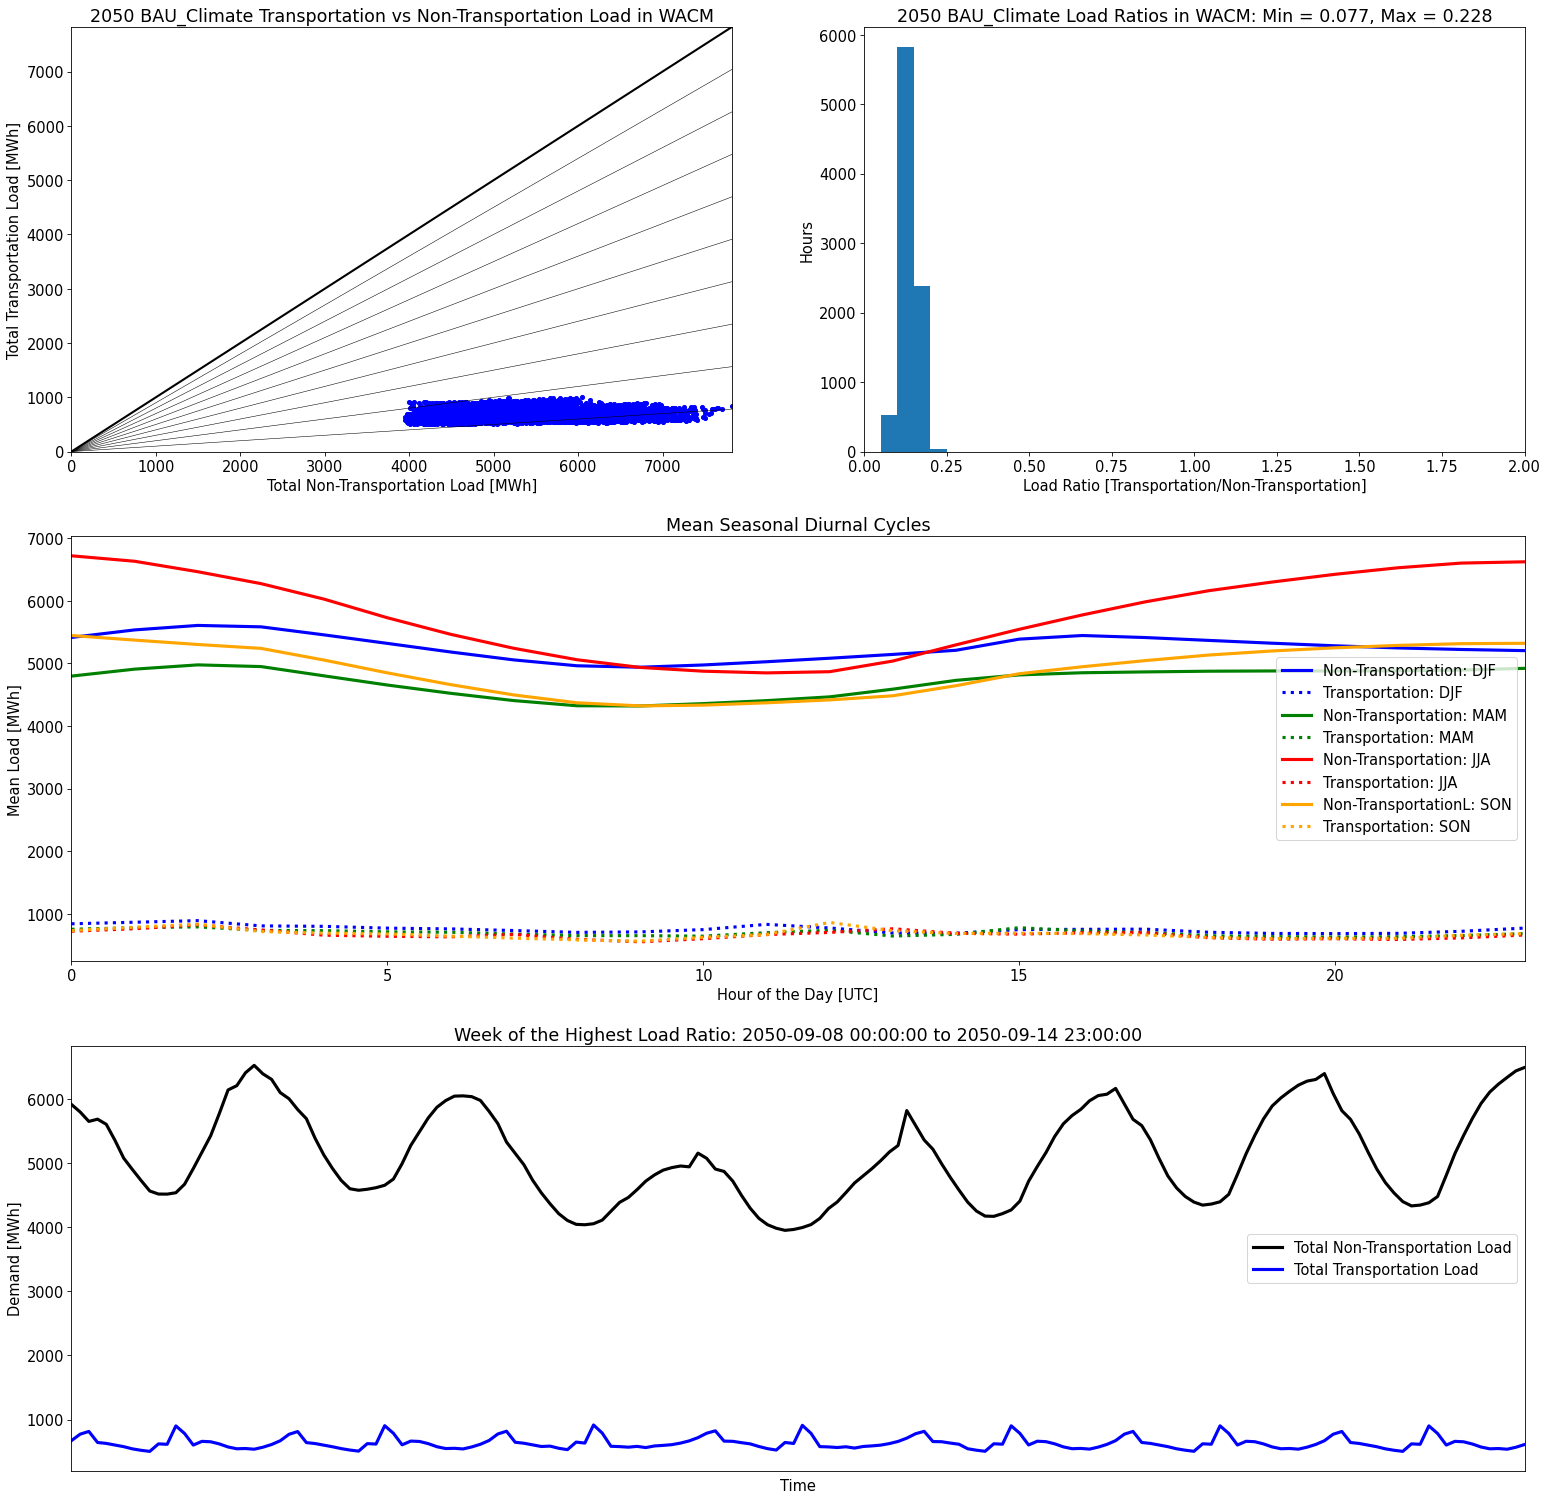 2050 BAU_Climate Transportation vs Non-Transportation Load in WACM
Total Transportation Load [MWh]
7000
6000
5000
4000
3000
2000
1000
0
0 1000 2000 3000 4000 5000 6000 7000
Total Non-Transportation Load [MWh]
2050 BAU_Climate Load Ratios in WACM: Min = 0.077, Max = 0.228
Hours
6000
5000
4000
3000
2000
1000
0
0.00 0.25 0.50 0.75 1.00 1.25 1.50 1.75 2.00
Load Ratio [Transportation/Non-Transportation]
Mean Seasonal Diurnal Cycles
Mean Load [MWh]
7000
6000
5000
4000
3000
2000
1000
Non-Transportation: DJF
Transportation: DJF
Non-Transportation: MAM
Transportation: MAM
Non-Transportation: JJA
Transportation: JJA
Non-TransportationL: SON
Transportation: SON
0 5 10 15 20
Hour of the Day [UTC]
Week of the Highest Load Ratio: 2050-09-08 00:00:00 to 2050-09-14 23:00:00
Demand [MWh]
6000
5000
4000
3000
2000
1000
Total Non-Transportation Load
Total Transportation Load
Time